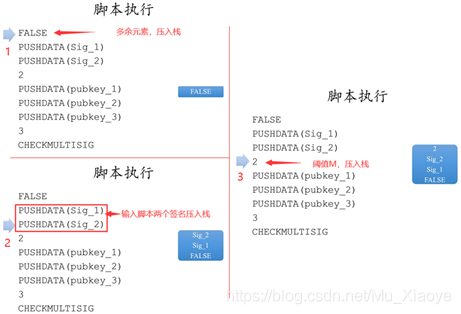 脚本执行
FALSE
多余元素，压入栈
1
PUSHDATA(Sig_1)
PUSHDATA(Sig_2)
2
PUSHDATA(pubkey_1)
PUSHDATA(pubkey_2)
PUSHDATA(pubkey_3)
3
CHECKMULTISIG
FALSE
脚本执行
FALSE
PUSHDATA(Sig_1)
输入脚本两个签名压入栈
PUSHDATA(Sig_2)
2
2
PUSHDATA(pubkey_1)
PUSHDATA(pubkey_2)
PUSHDATA(pubkey_3)
3
CHECKMULTISIG
Sig_2
Sig_1
FALSE
脚本执行
FALSE
PUSHDATA(Sig_1)
PUSHDATA(Sig_2)
2
阈值M，压入栈
3
PUSHDATA(pubkey_1)
PUSHDATA(pubkey_2)
PUSHDATA(pubkey_3)
3
CHECKMULTISIG
2
Sig_2
Sig_1
FALSE
https://blog.csdn.net/Mu_Xiaoye